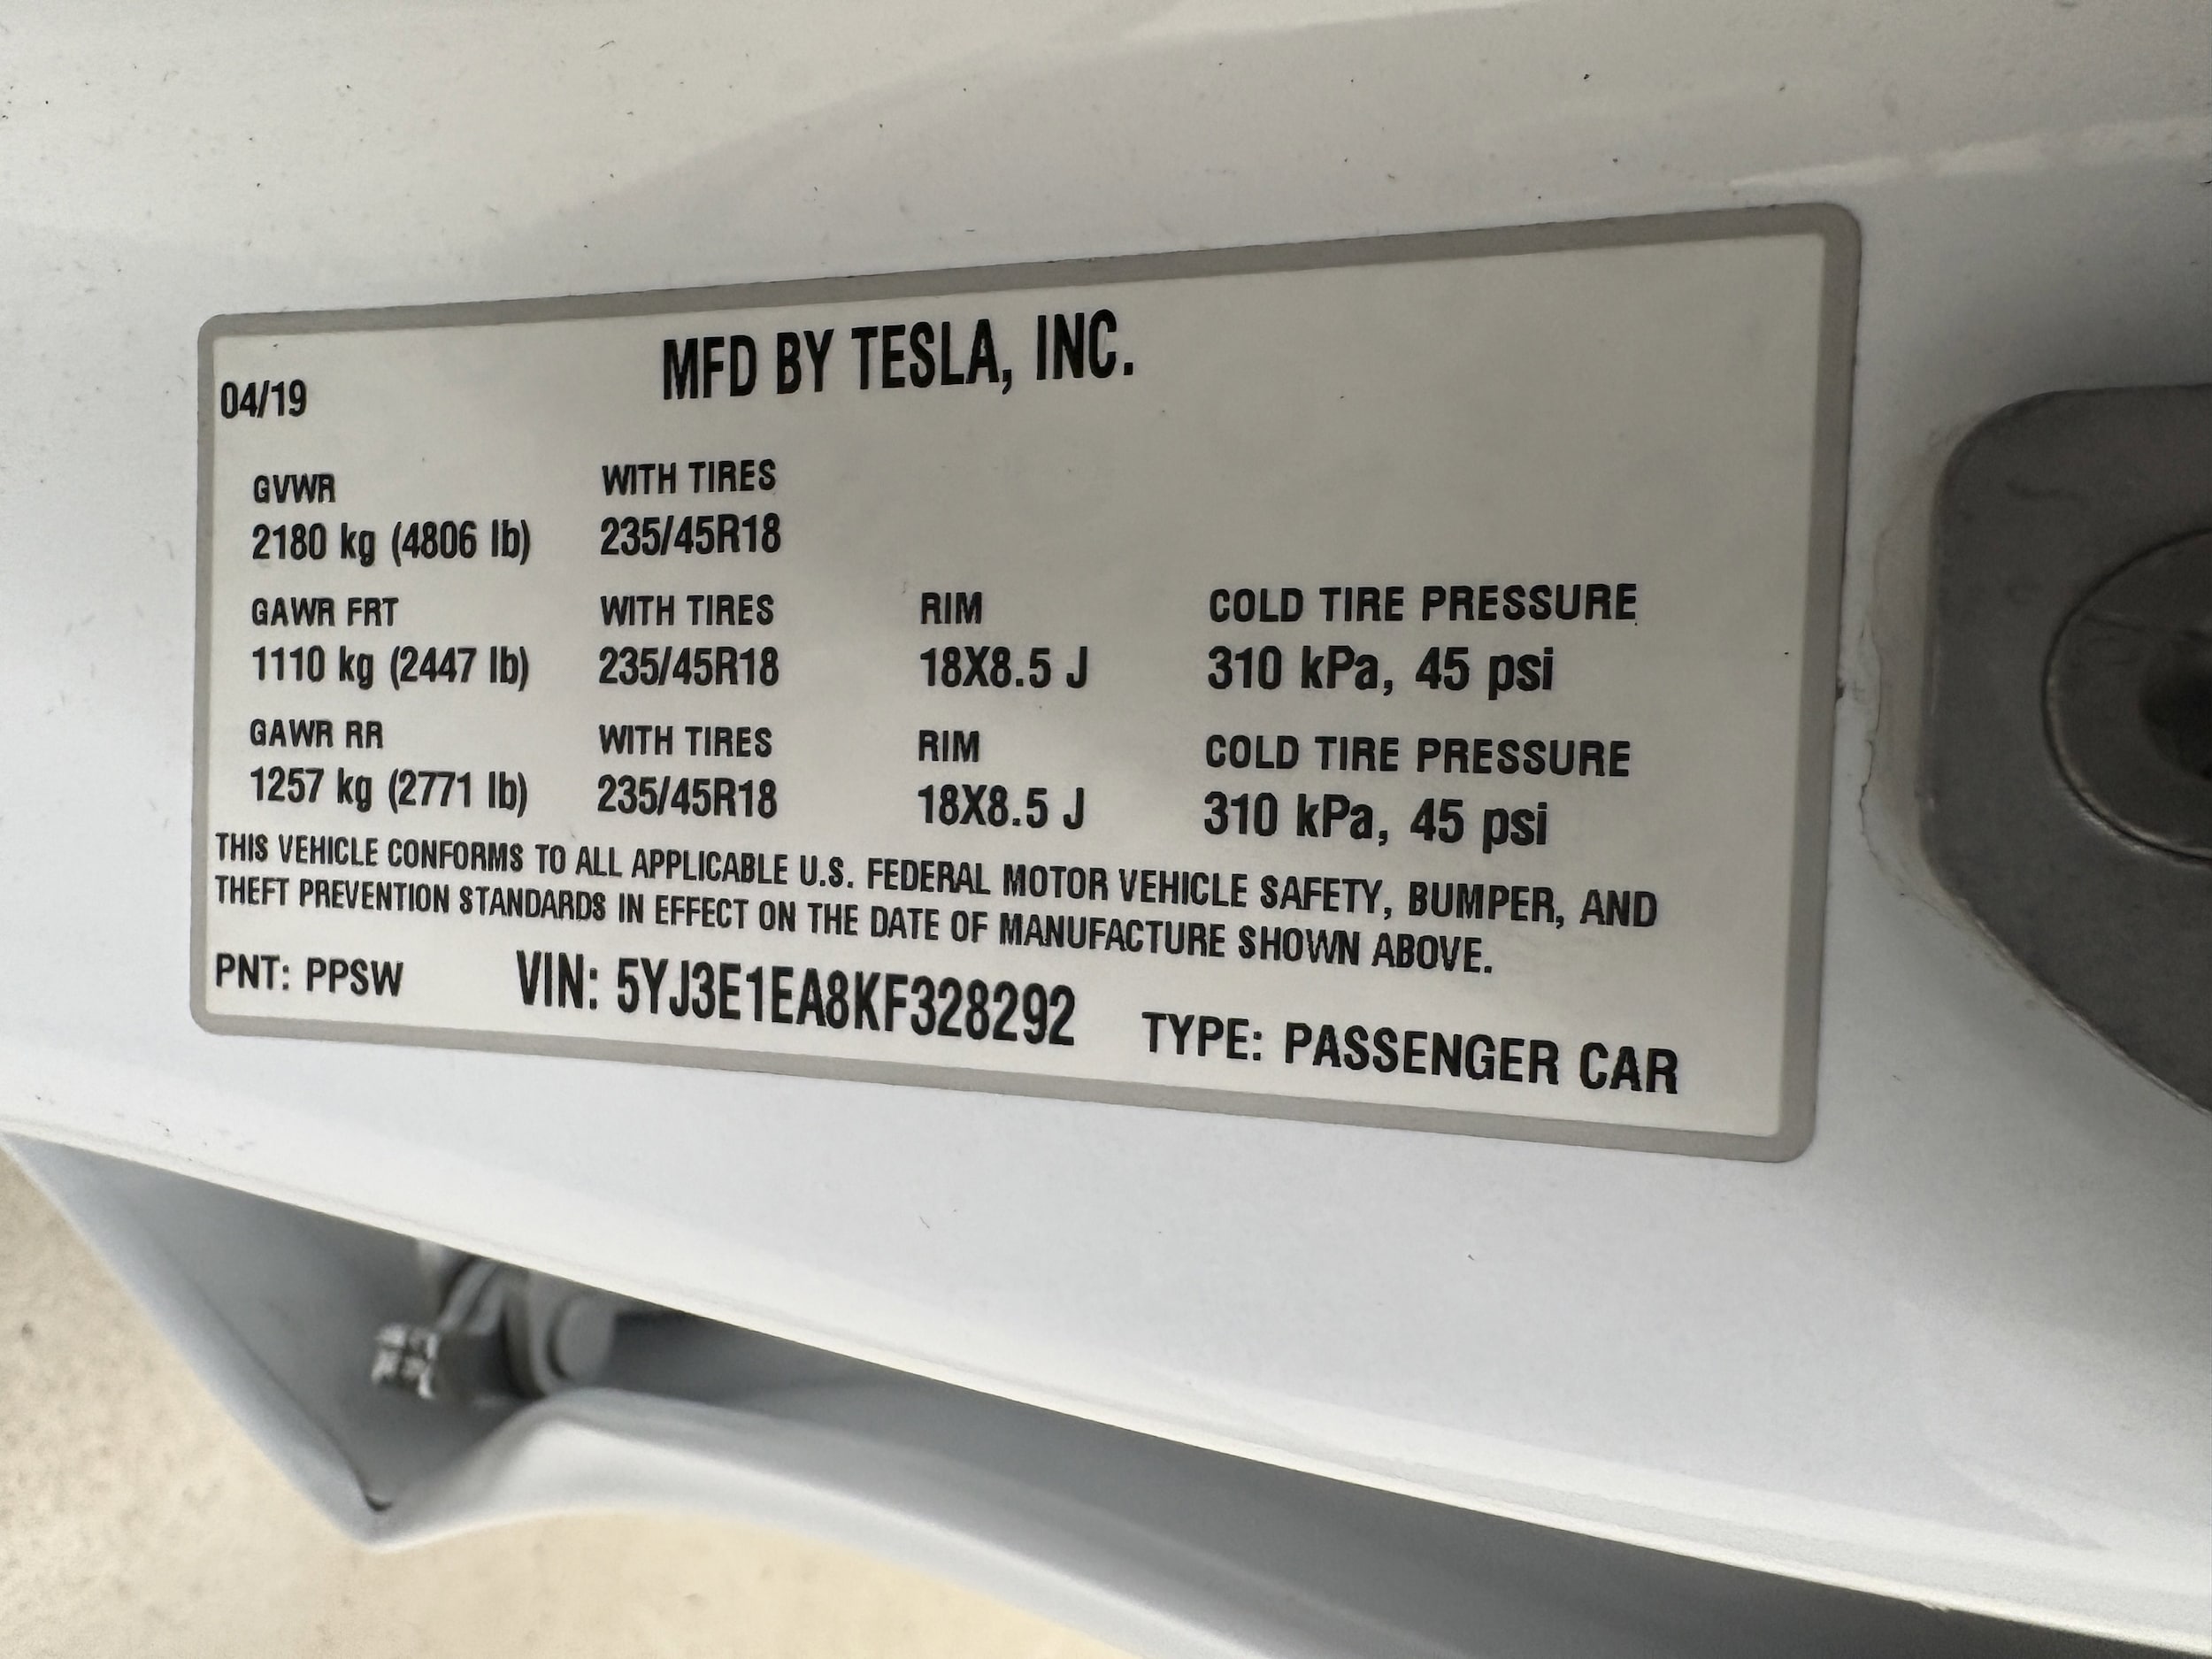 MFD BY TESLA, INC.
04/19
GVWR WITH TIRES
2180 kg (4806 lb) 235/45R18
GAWR FRT WITH TIRES RIM COLD TIRE PRESSURE
1110 kg (2447 lb) 235/45R18 18X8.5 J 310 kPa, 45 psi
GAWR RR WITH TIRES RIM COLD TIRE PRESSURE
1257 kg (2771 lb) 235/45R18 18X8.5 J 310 kPa, 45 psi
THIS VEHICLE CONFORMS TO ALL APPLICABLE U.S. FEDERAL MOTOR VEHICLE SAFETY, BUMPER, AND
THEFT PREVENTION STANDARDS IN EFFECT ON THE DATE OF MANUFACTURE SHOWN ABOVE.
PNT: PPSW VIN: 5YJ3E1EA8KF328292 TYPE: PASSENGER CAR